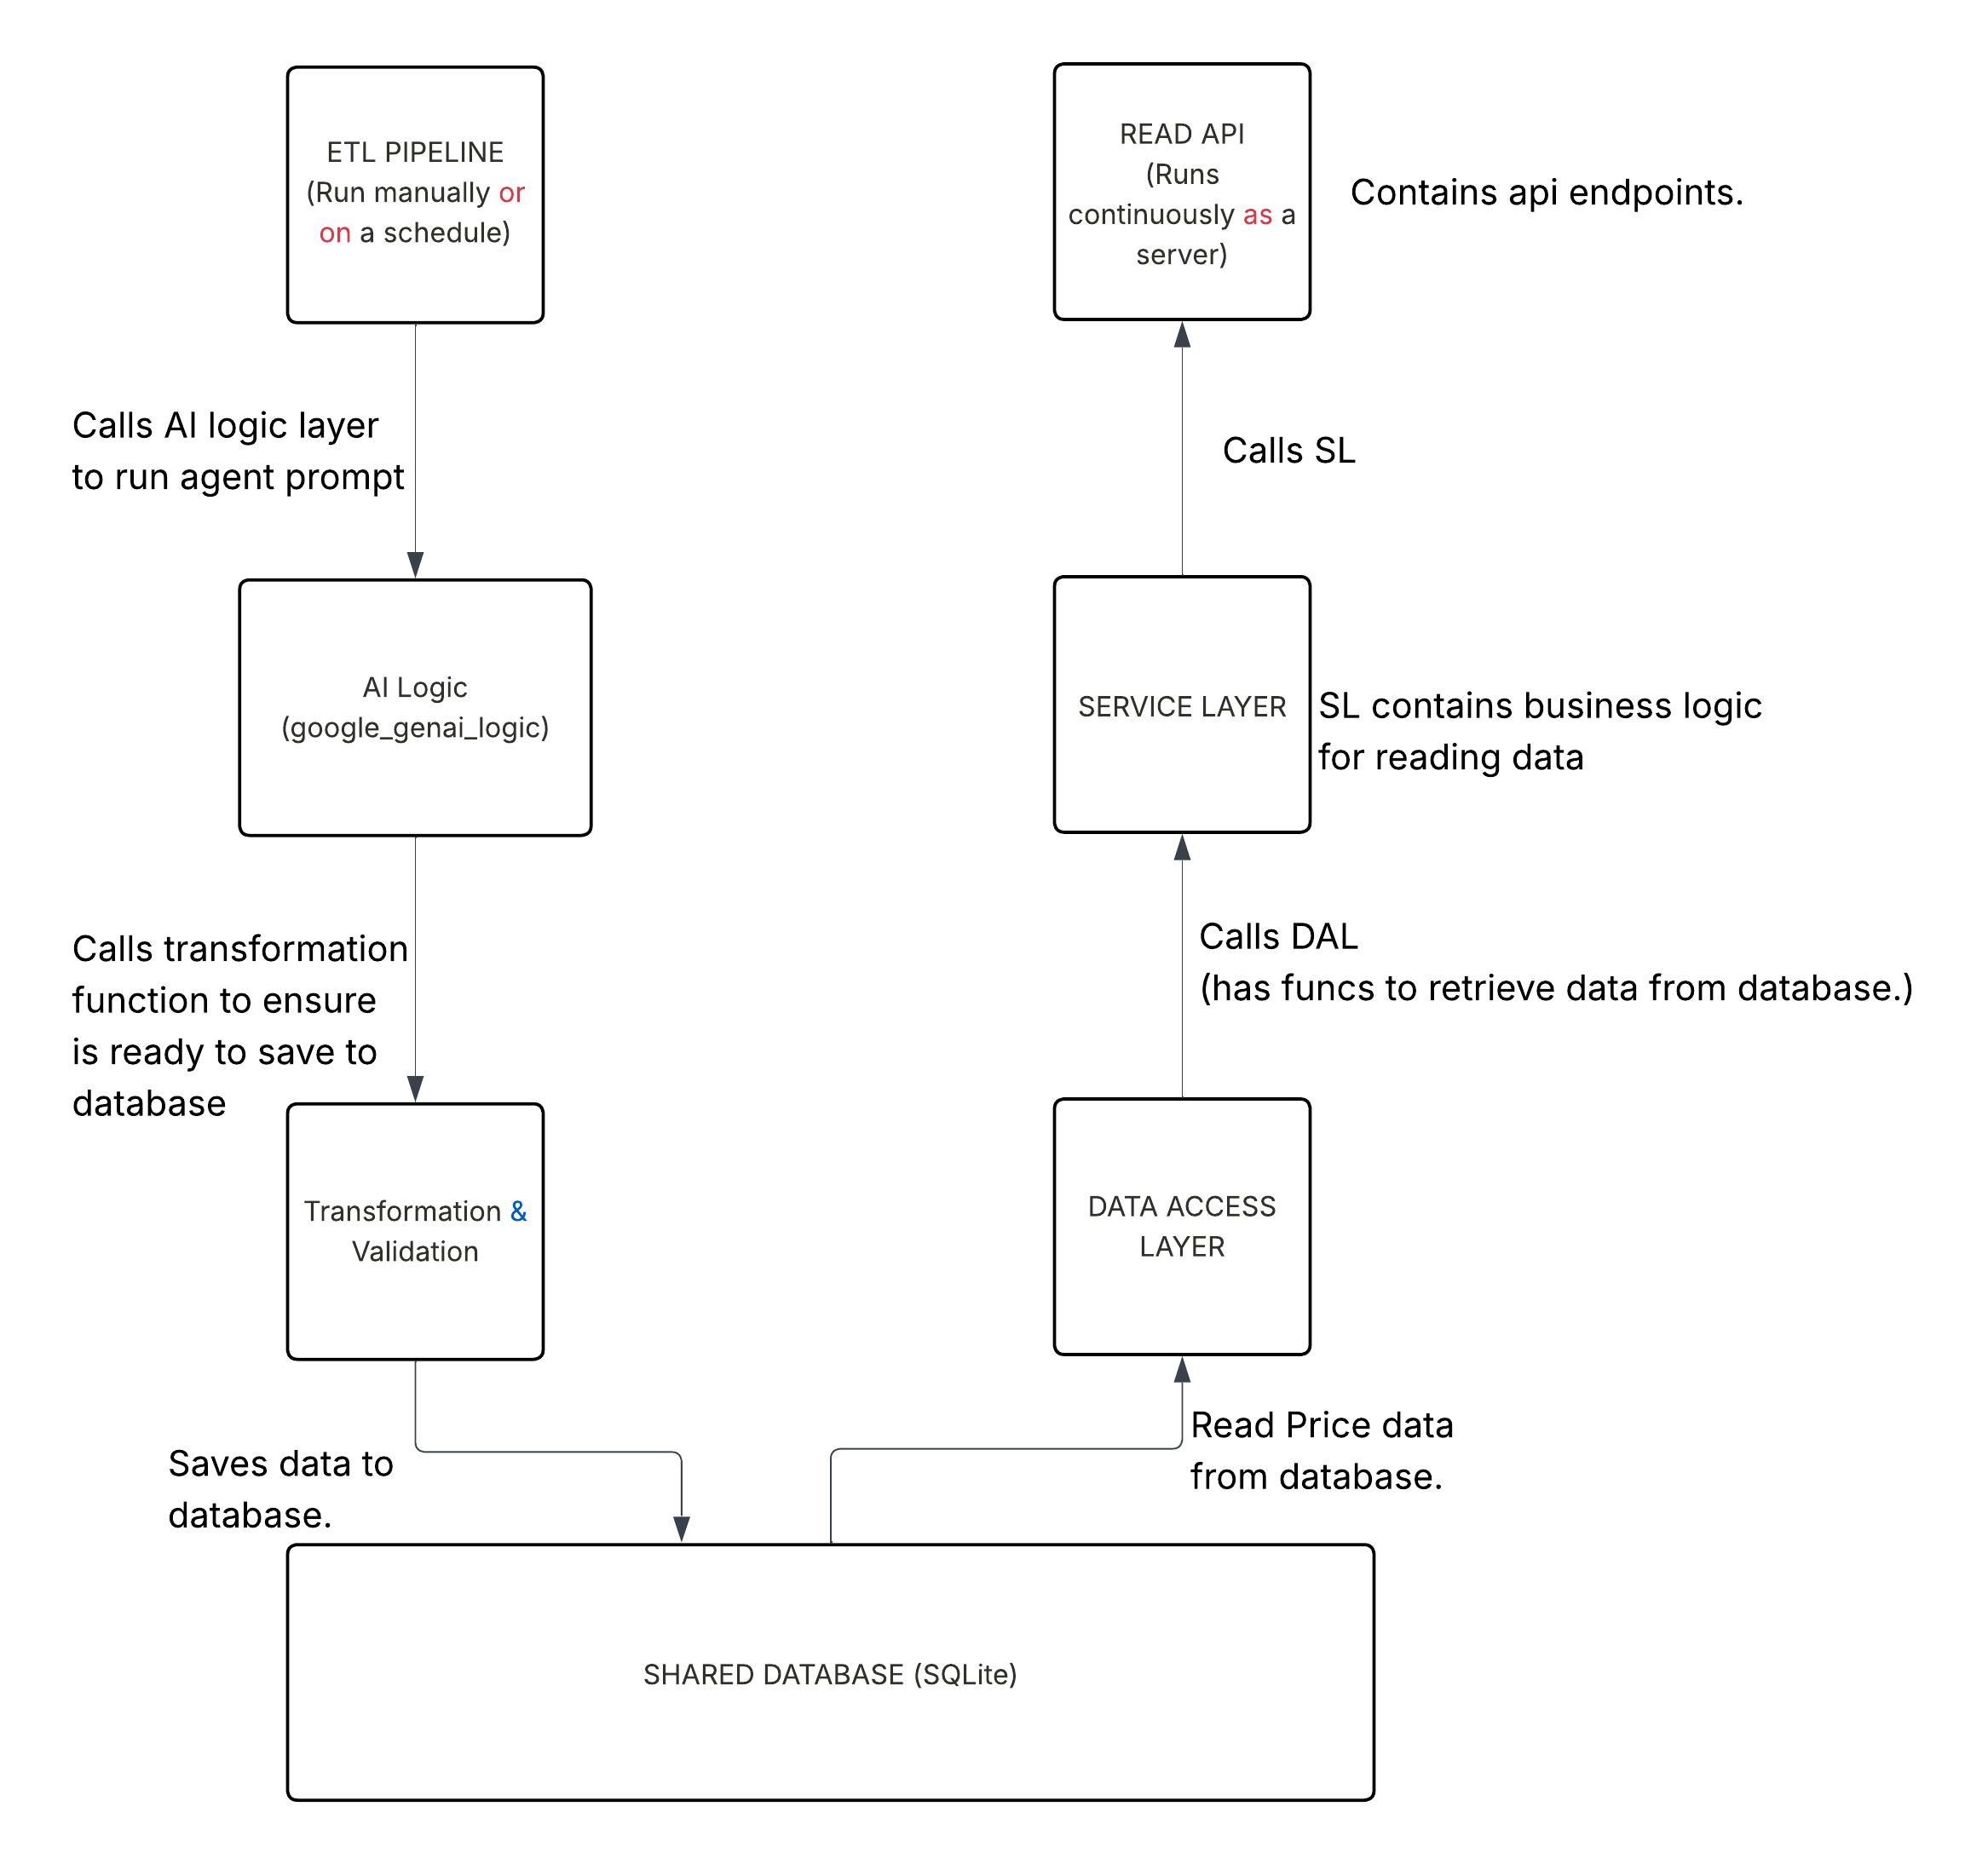 ETL PIPELINE
(Run manually or
on a schedule)
READ API
(Runs
continuously as a
server)
Contains api endpoints.
Calls AI logic layer
to run agent prompt
Calls SL
AI Logic
(google_genai_logic)
SERVICE LAYER
SL contains business logic
for reading data
Calls transformation
function to ensure
is ready to save to
database
Calls DAL
(has funcs to retrieve data from database.)
Transformation &
Validation
DATA ACCESS
LAYER
Saves data to
database.
Read Price data
from database.
SHARED DATABASE (SQLite)